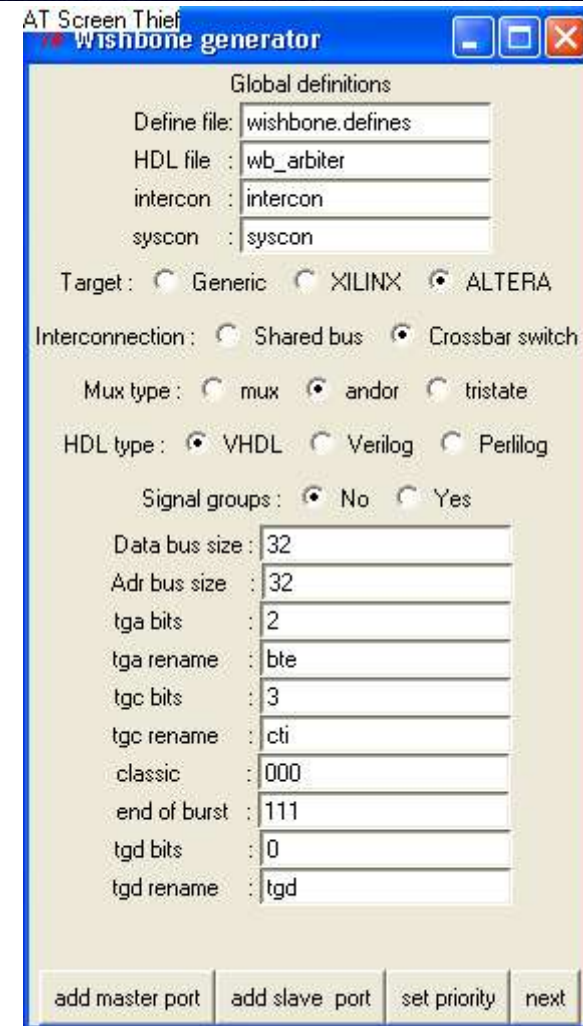 AT Screen Thief
Wishbone generator
Global definitions
Define file: wishbone.defines
HDL file : wb_arbiter
intercon : intercon
syscon : syscon
Target : Generic XILINX ALTERA
Interconnection : Shared bus Crossbar switch
Mux type : mux andor tristate
HDL type : VHDL Verilog Perlilog
Signal groups : No Yes
Data bus size : 32
Adr bus size : 32
tga bits : 2
tga rename : bte
tgc bits : 3
tgc rename : cti
classic : 000
end of burst : 111
tgd bits : 0
tgd rename : tgd
add master port add slave port set priority next